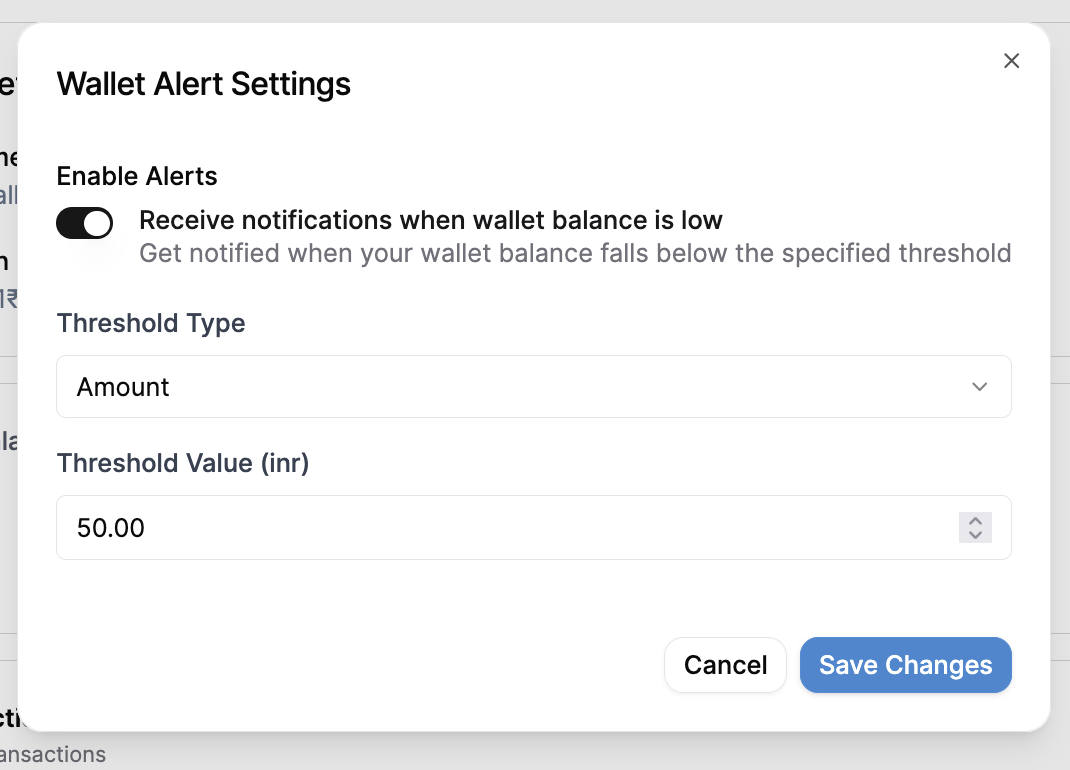 Wallet Alert Settings
Enable Alerts
Receive notifications when wallet balance is low
Get notified when your wallet balance falls below the specified threshold
Threshold Type
Amount
Threshold Value (inr)
50.00
Cancel
Save Changes
ansactions